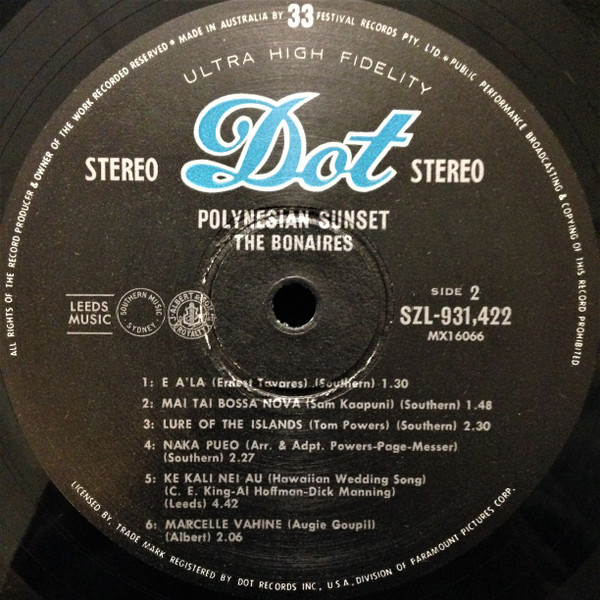 ALL RIGHTS OF THE RECORD PRODUCER & OWNER OF THE WORK RECORDED RESERVED • MADE IN AUSTRALIA BY 33 FESTIVAL RECORDS PTY. LTD. • PUBLIC PERFORMANCE BROADCASTING & COPYING OF THIS RECORD PROHIBITED
ULTRA HIGH FIDELITY
STEREO Dot STEREO
POLYNESIAN SUNSET
THE BONAIRES
LEEDS MUSIC
SOUTHERN MUSIC SYDNEY
SIDE 2
SZL-931,422
MX16066
1: E A'LA (Ernest Tavares) (Southern) 1.30
2: MAI TAI BOSSA NOVA (Sam Kaapuni) (Southern) 1.48
3: LURE OF THE ISLANDS (Tom Powers) (Southern) 2.30
4: NAKA PUEO (Arr. & Adpt. Powers-Page-Messer)
(Southern) 2.27
5: KE KALI NEI AU (Hawaiian Wedding Song)
(C. E. King-Al Hoffman-Dick Manning)
(Leeds) 4.42
6: MARCELLE VAHINE (Augie Goupil)
(Albert) 2.06
LICENSED BY, TRADE MARK REGISTERED BY DOT RECORDS INC., U.S.A., DIVISION OF PARAMOUNT PICTURES CORP.